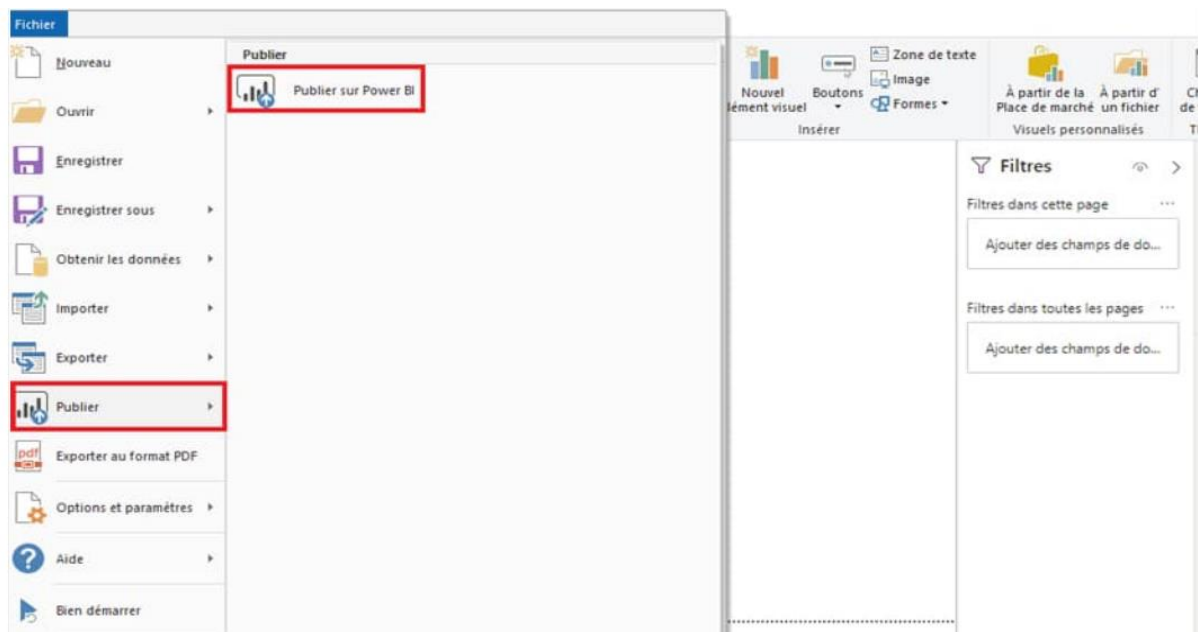 Fichier
Nouveau
Ouvrir
Enregistrer
Enregistrer sous
Obtenir les données
Importer
Exporter
Publier
pdf
Exporter au format PDF
Options et paramètres
Aide
Bien démarrer
Publier
Publier sur Power BI
Nouvel
lément visuel
Boutons
Zone de texte
Image
Formes
Insérer
À partir de la
Place de marché
À partir d'
un fichier
Visuels personnalisés
Filtres
Filtres dans cette page
Ajouter des champs de do...
Filtres dans toutes les pages
Ajouter des champs de do...